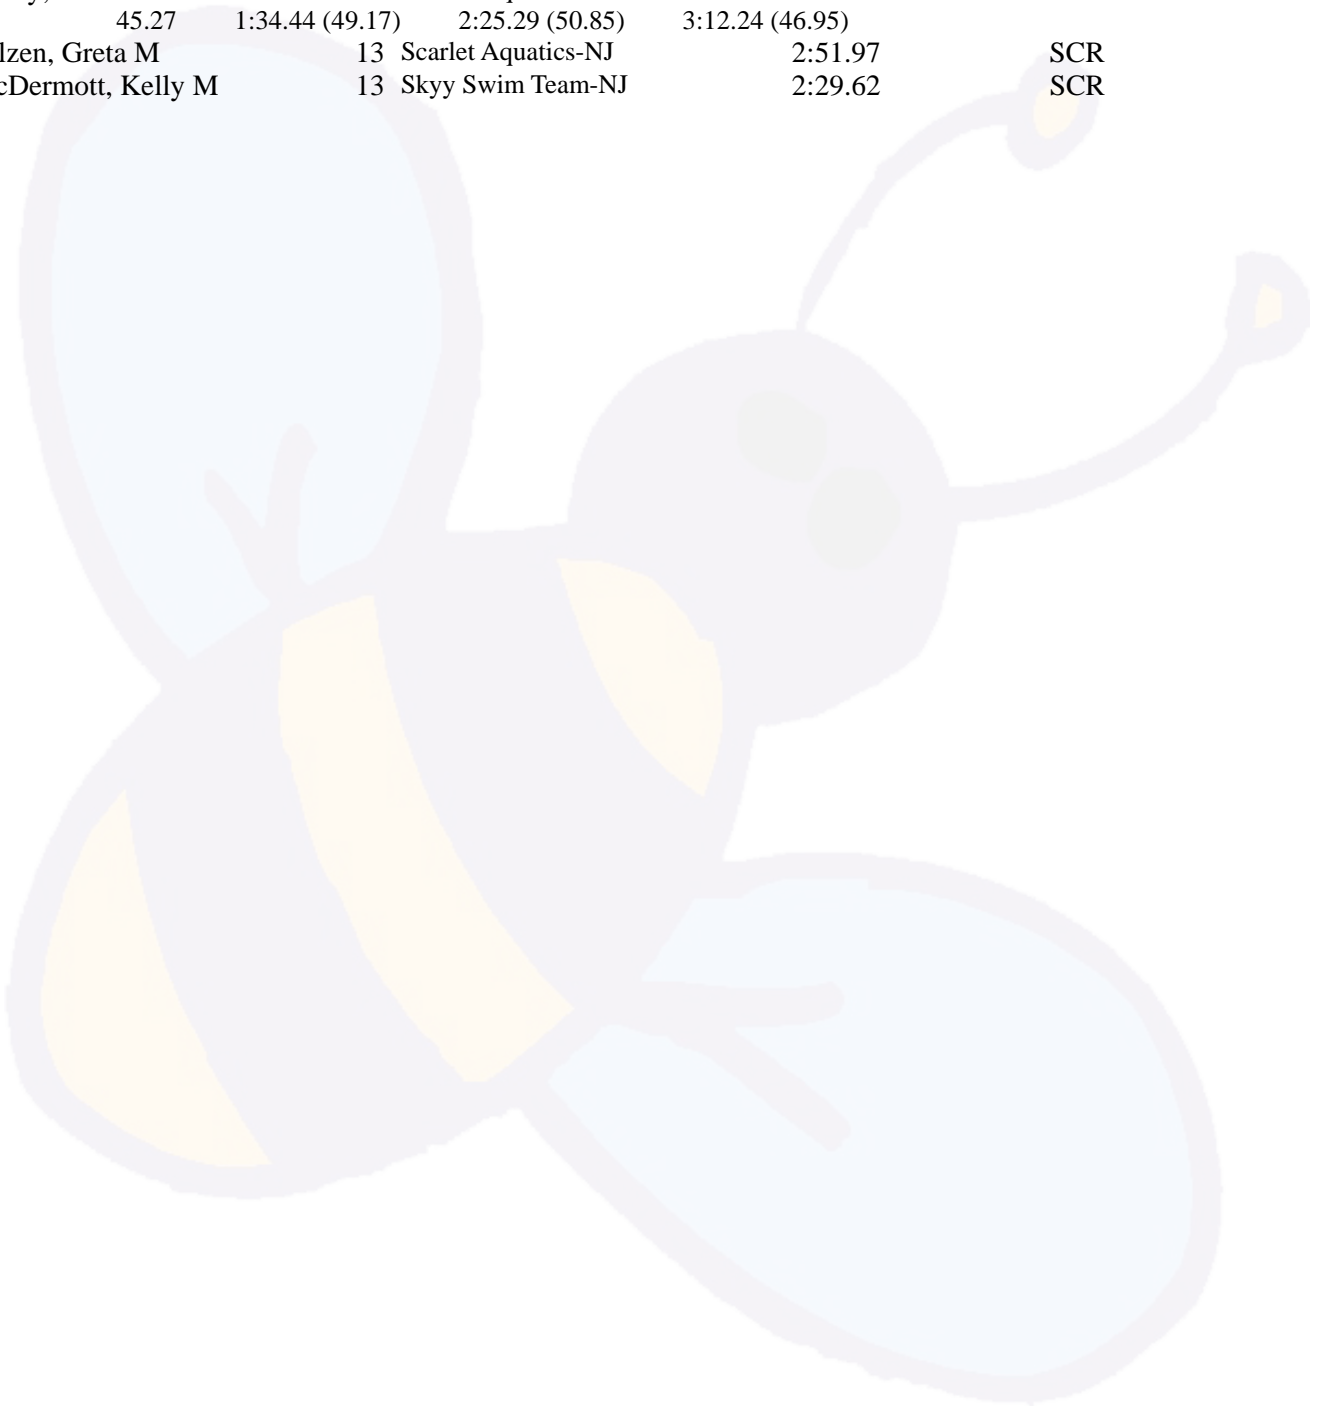 45.27 1:34.44 (49.17) 2:25.29 (50.85) 3:12.24 (46.95)
lzen, Greta M 13 Scarlet Aquatics-NJ 2:51.97 SCR
cDermott, Kelly M 13 Skyy Swim Team-NJ 2:29.62 SCR